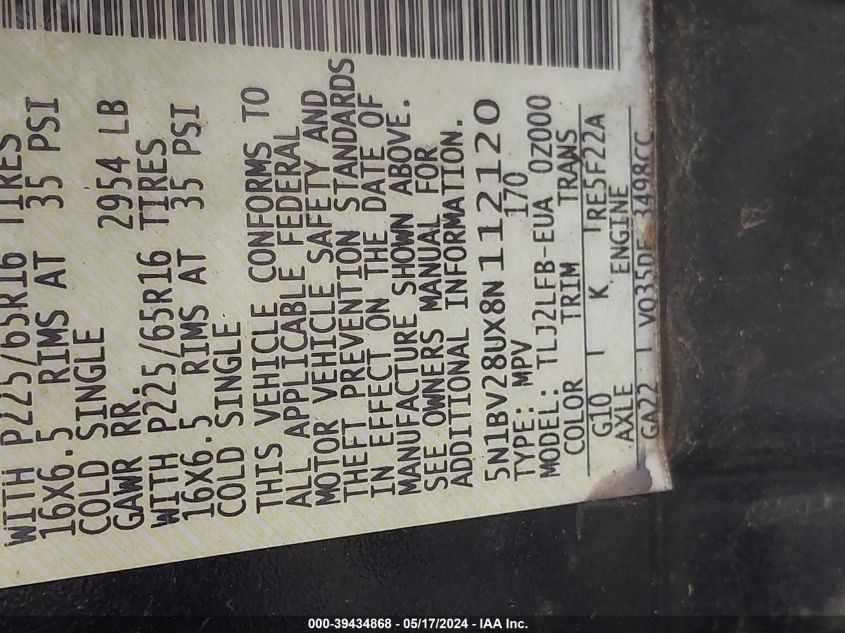 WITH P225/65R16 TIRES
16X6.5 RIMS AT 35 PSI
COLD SINGLE
GAWR RR. 2954 LB
WITH P225/65R16 TIRES
16X6.5 RIMS AT 35 PSI
COLD SINGLE
THIS VEHICLE CONFORMS TO
ALL APPLICABLE FEDERAL
MOTOR VEHICLE SAFETY AND
THEFT PREVENTION STANDARDS
IN EFFECT ON THE DATE OF
MANUFACTURE SHOWN ABOVE.
SEE OWNERS MANUAL FOR
ADDITIONAL INFORMATION.
5N1BV28UX8N112120
TYPE: MPV 170
MODEL: TLJ2LFB-EUA 0Z000
COLOR TRIM TRANS
G10 K RE5F22A
AXLE ENGINE
GA22 VQ35DE 3498CC
000-39434868 - 05/17/2024 - IAA Inc.